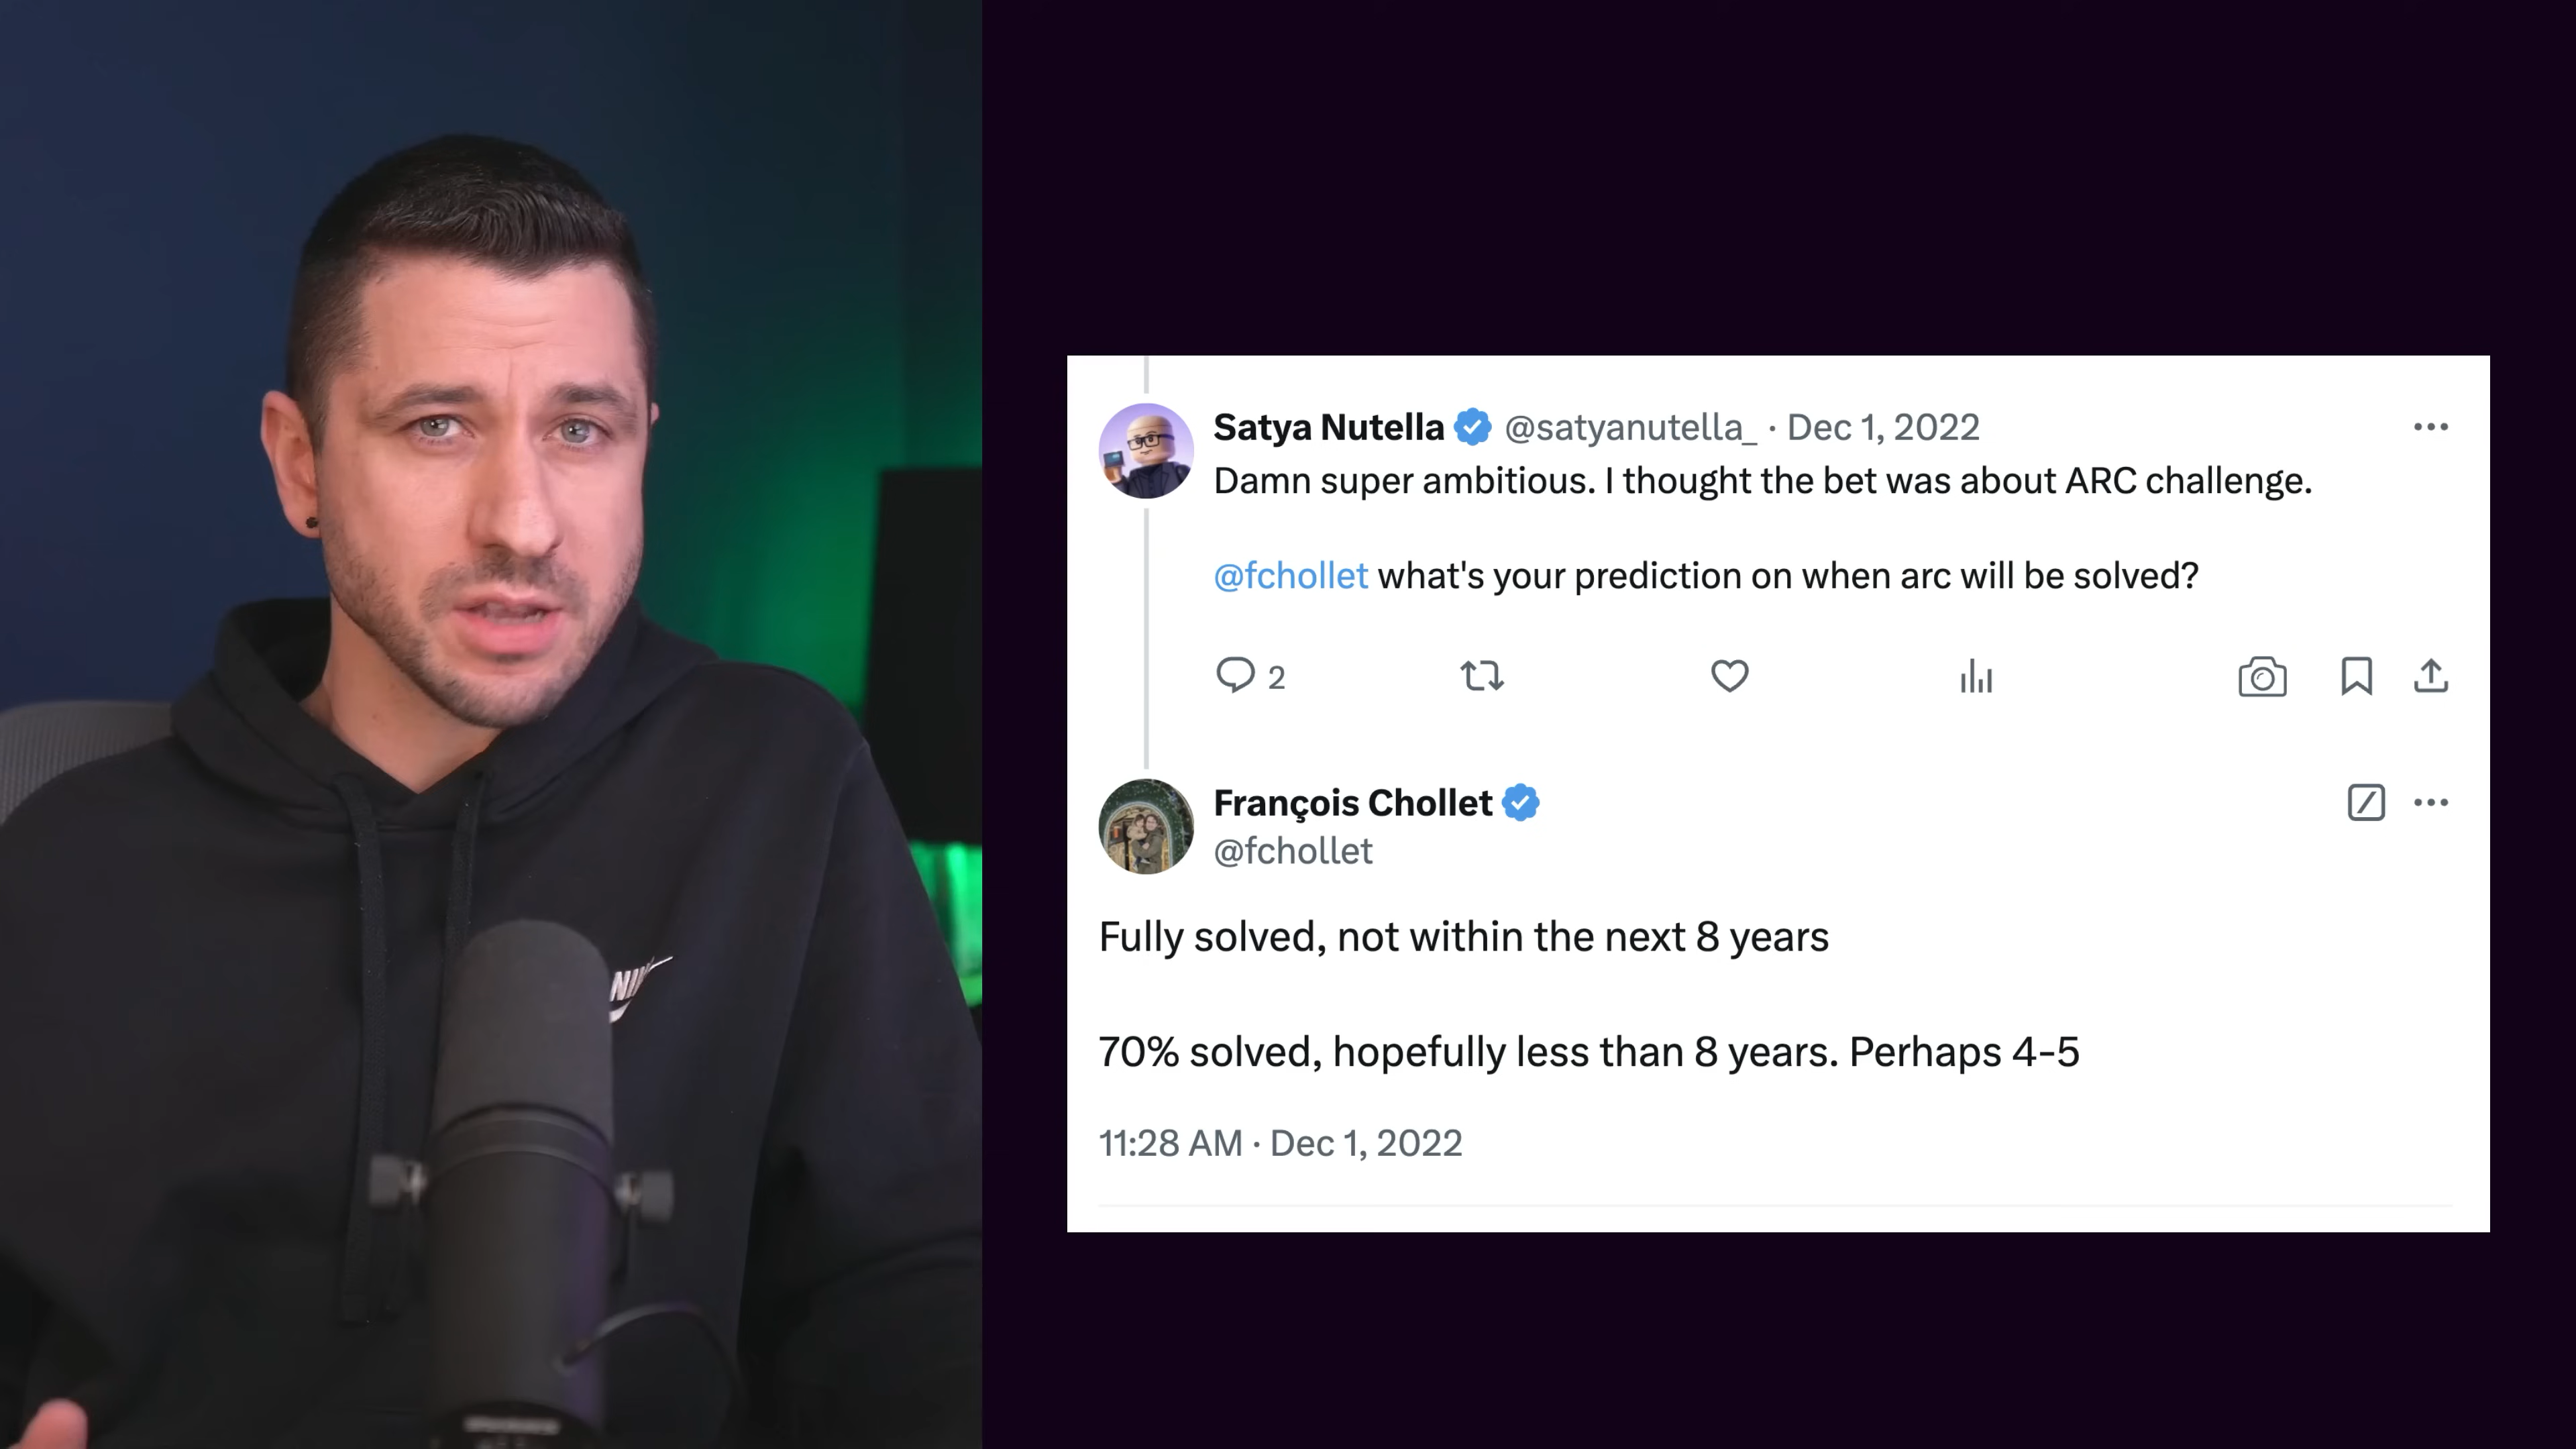 Satya Nutella @satyanutella_ · Dec 1, 2022
Damn super ambitious. I thought the bet was about ARC challenge.
@fchollet what's your prediction on when arc will be solved?
2
François Chollet
@fchollet
Fully solved, not within the next 8 years
70% solved, hopefully less than 8 years. Perhaps 4-5
11:28 AM · Dec 1, 2022